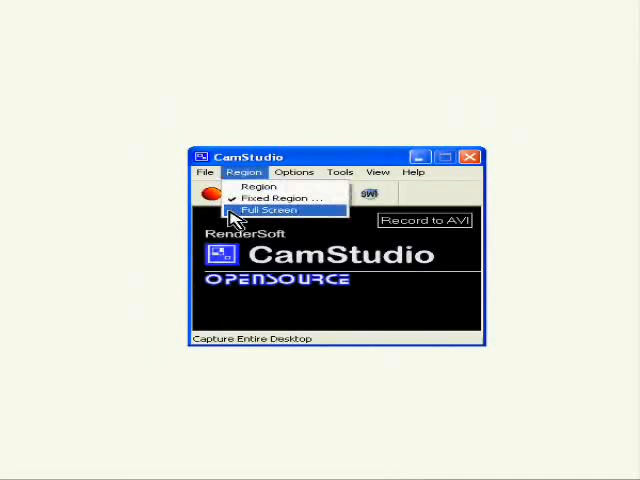 CamStudio
File Region Options Tools View Help
Region
Fixed Region ...
Full Screen
SWF
Record to AVI
RenderSoft
CamStudio
OPENSOURCE
Capture Entire Desktop